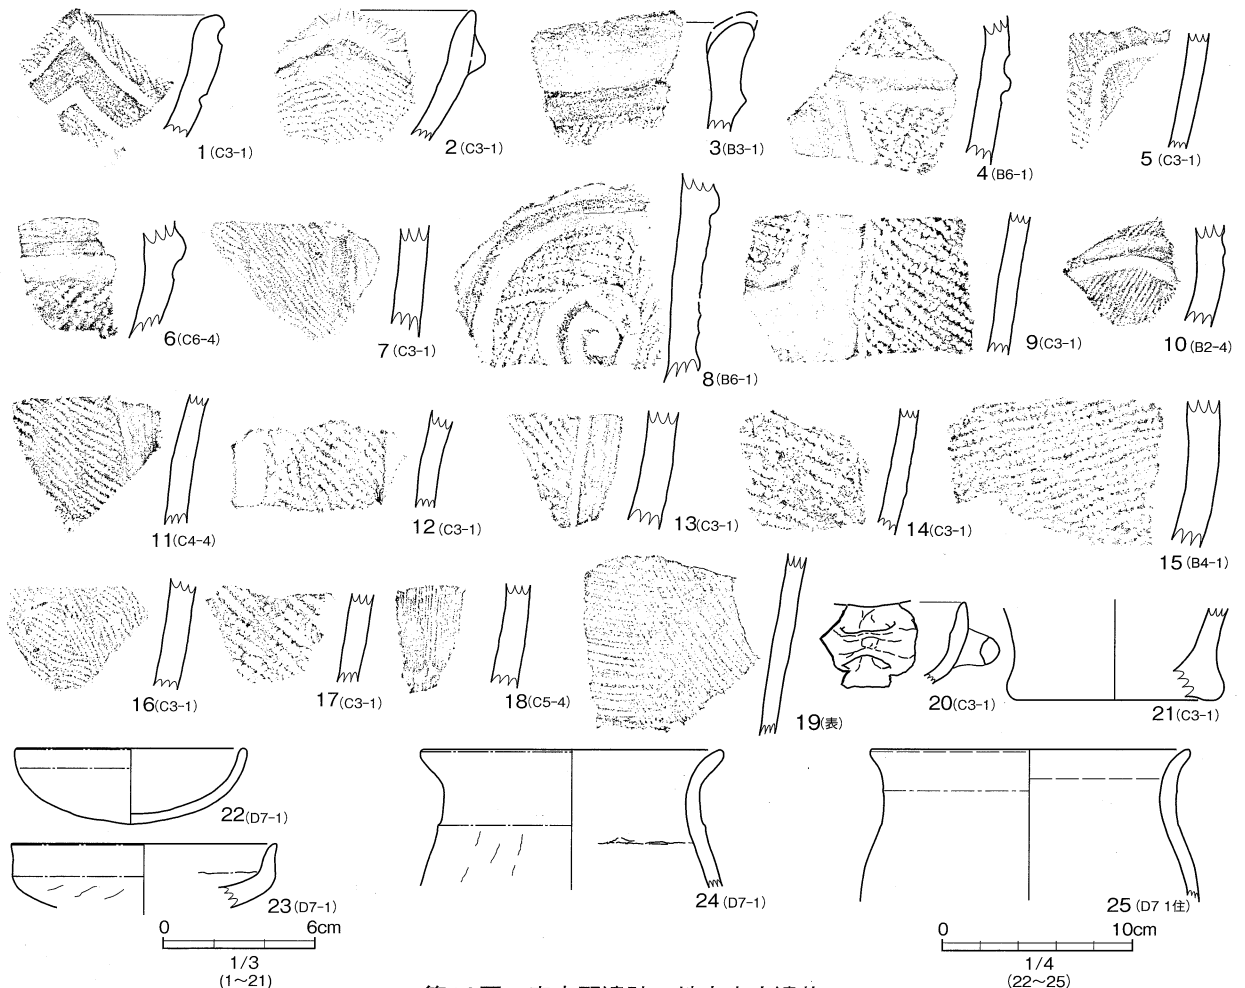 1(C3-1)
2(C3-1)
3(B3-1)
4(B6-1)
5(C3-1)
6(C6-4)
7(C3-1)
8(B6-1)
9(C3-1)
10(B2-4)
11(C4-4)
12(C3-1)
13(C3-1)
14(C3-1)
15(B4-1)
16(C3-1)
17(C3-1)
18(C5-4)
19(表)
20(C3-1)
21(C3-1)
22(D7-1)
23(D7-1)
24(D7-1)
25(D7 1住)
0 6cm
1/3
(1~21)
0 10cm
1/4
(22~25)